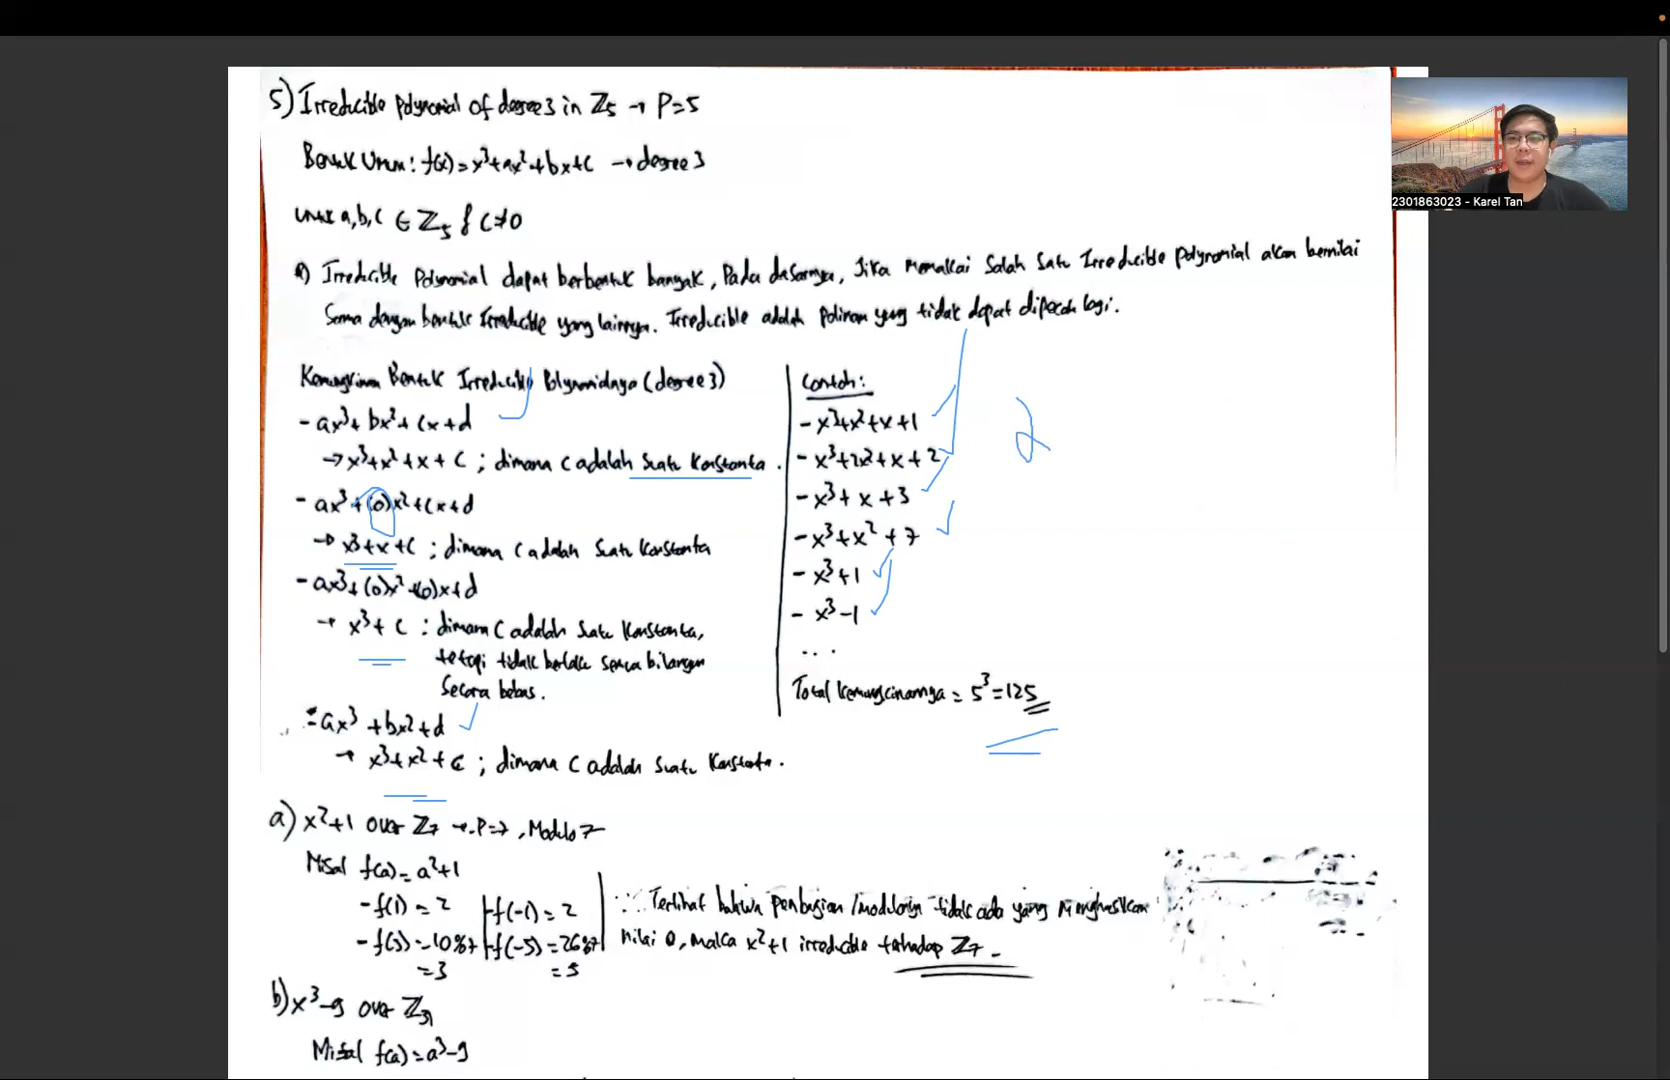 5) Irreducible Polynomial of degree 3 in Z5 → P=5
Bentuk Umum : f(x) = x³+ax²+bx+c → degree 3
untuk a,b,c ∈ Z5 & c≠0
*) Irreducible Polynomial dapat berbentuk banyak, Pada dasarnya, Jika memakai Salah Satu Irreducible polynomial akan bernilai
Sama dengan bentuk Irreducible yang lainnya. Irreducible adalah Polinom yang tidak dapat dipecah lagi.
Kemungkinan Bentuk Irreducible Polynomialnya (degree 3)
- ax³+ bx²+ cx+d
→ x³+x²+x+ C ; dimana C adalah Suatu Konstanta .
- ax³+(0)x²+cx+d
→ x³+x+C ; dimana C adalah Suatu Konstanta
- ax³+(0)x²+(0)x+d
→ x³+ C : dimana C adalah Suatu Konstanta,
tetapi tidak berlaku semua bilangan
Secara bebas.
- ax³ +bx²+d
→ x³+x²+C ; dimana C adalah Suatu Konstanta.
Contoh :
- x³+x²+x+1
- x³+2x²+x+2
- x³+ x +3
- x³+x² +7
- x³+1
- x³-1
...
Total kemungkinannya = 5³=125
2
a) x²+1 over Z7 → P=7 , Modulo 7
Misal f(a)= a²+1
- f(1) = 2
- f(3) = 10%7
=3
- f(-1) = 2
- f(-5) = 26%7
= 5
∴ Terlihat bahwa pembagian /modulonya tidak ada yang menghasilkan
nilai 0, maka x²+1 irreducible terhadap Z7 .
b) x³-9 over Z31
Misal f(a) = a³-9
2301863023 - Karel Tan